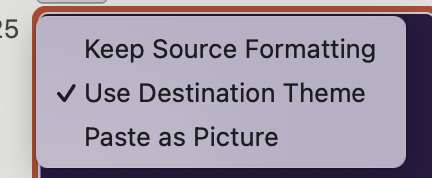 25
Keep Source Formatting
✓ Use Destination Theme
Paste as Picture